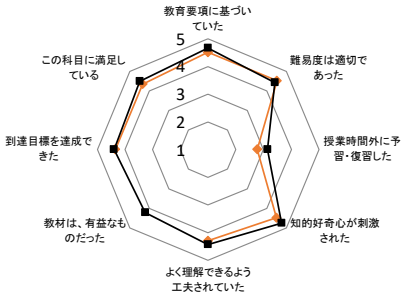 教育要項に基づい
ていた
難易度は適切で
あった
授業時間外に予
習・復習した
知的好奇心が刺激
された
よく理解できるよう
工夫されていた
教材は、有益なも
のだった
到達目標を達成で
きた
この科目に満足し
ている
5
4
3
2
1